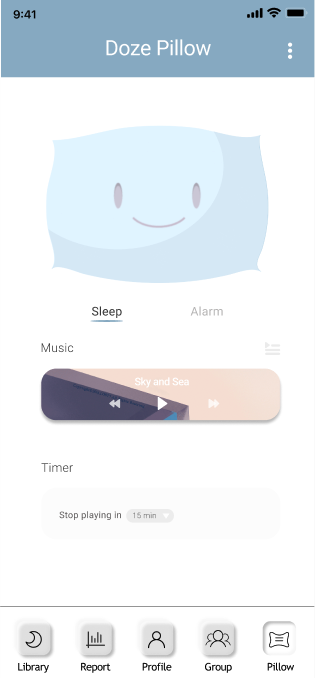 9:41
Doze Pillow
Sleep Alarm
Music
Sky and Sea
Timer
Stop playing in 15 min
Library Report Profile Group Pillow